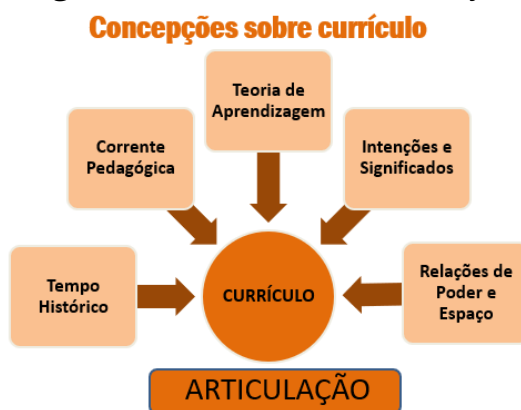 Concepções sobre currículo
Teoria de
Aprendizagem
Corrente
Pedagógica
Intenções e
Significados
Tempo
Histórico
CURRÍCULO
Relações de
Poder e
Espaço
ARTICULAÇÃO